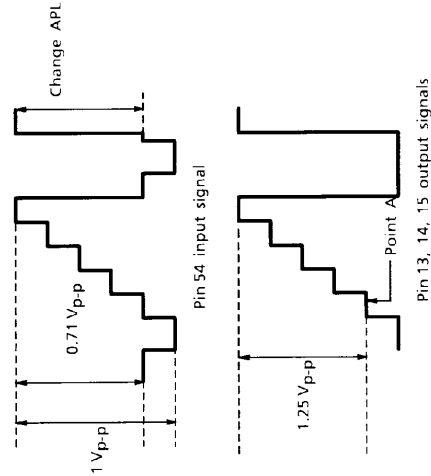 Change APL
0.71 Vp-p
1 Vp-p
Pin 54 input signal
Point A
1.25 Vp-p
Pin 13, 14, 15 output signals